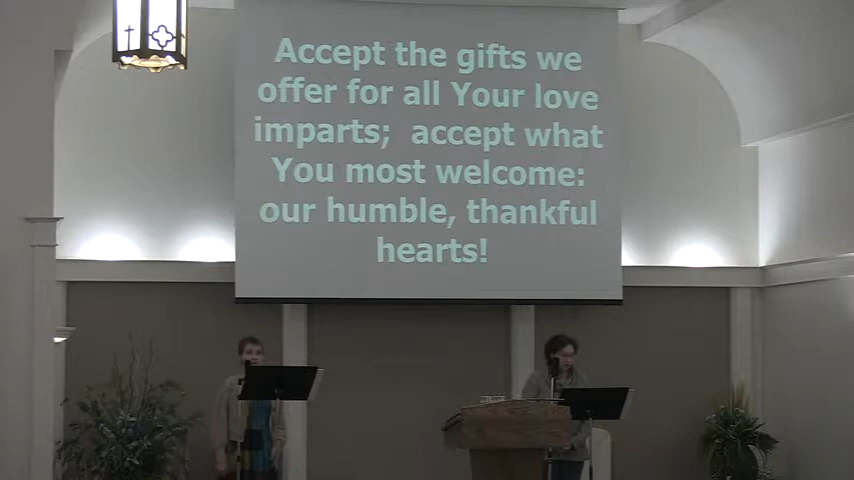 Accept the gifts we
offer for all Your love
imparts; accept what
You most welcome:
our humble, thankful
hearts!